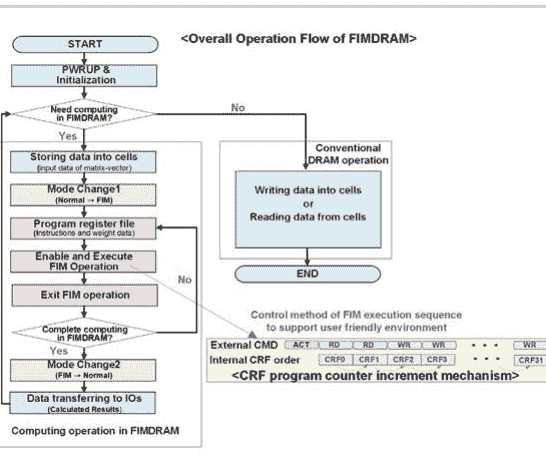 <Overall Operation Flow of FIMDRAM>
START
PWRUP &
Initialization
Need computing
in FIMDRAM?
No
Yes
Storing data into cells
(input data of matrix-vector)
Mode Change1
(Normal → FIM)
Program register file
(Instructions and weight data)
Enable and Execute
FIM Operation
No
Exit FIM operation
Complete computing
in FIMDRAM?
Yes
Mode Change2
(FIM → Normal)
Data transferring to IOs
(Calculated Results)
Computing operation in FIMDRAM
Conventional
DRAM operation
Writing data into cells
or
Reading data from cells
END
Control method of FIM execution sequence
to support user friendly environment
External CMD ACT RD RD WR WR • • • WR
Internal CRF order CRF0 CRF1 CRF2 CRF3 • • • CRF31
<CRF program counter increment mechanism>